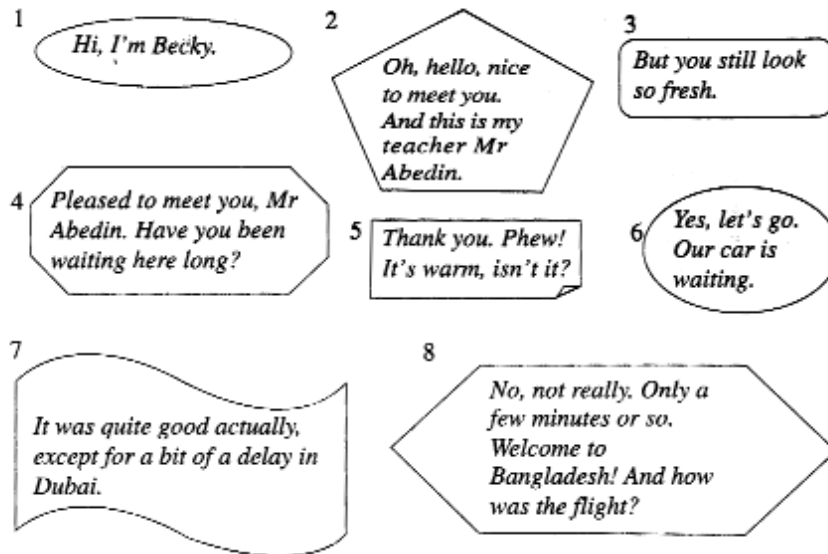 1
Hi, I'm Becky.
2
Oh, hello, nice
to meet you.
And this is my
teacher Mr
Abedin.
3
But you still look
so fresh.
4
Pleased to meet you, Mr
Abedin. Have you been
waiting here long?
5
Thank you. Phew!
It's warm, isn't it?
6
Yes, let's go.
Our car is
waiting.
7
It was quite good actually,
except for a bit of a delay in
Dubai.
8
No, not really. Only a
few minutes or so.
Welcome to
Bangladesh! And how
was the flight?